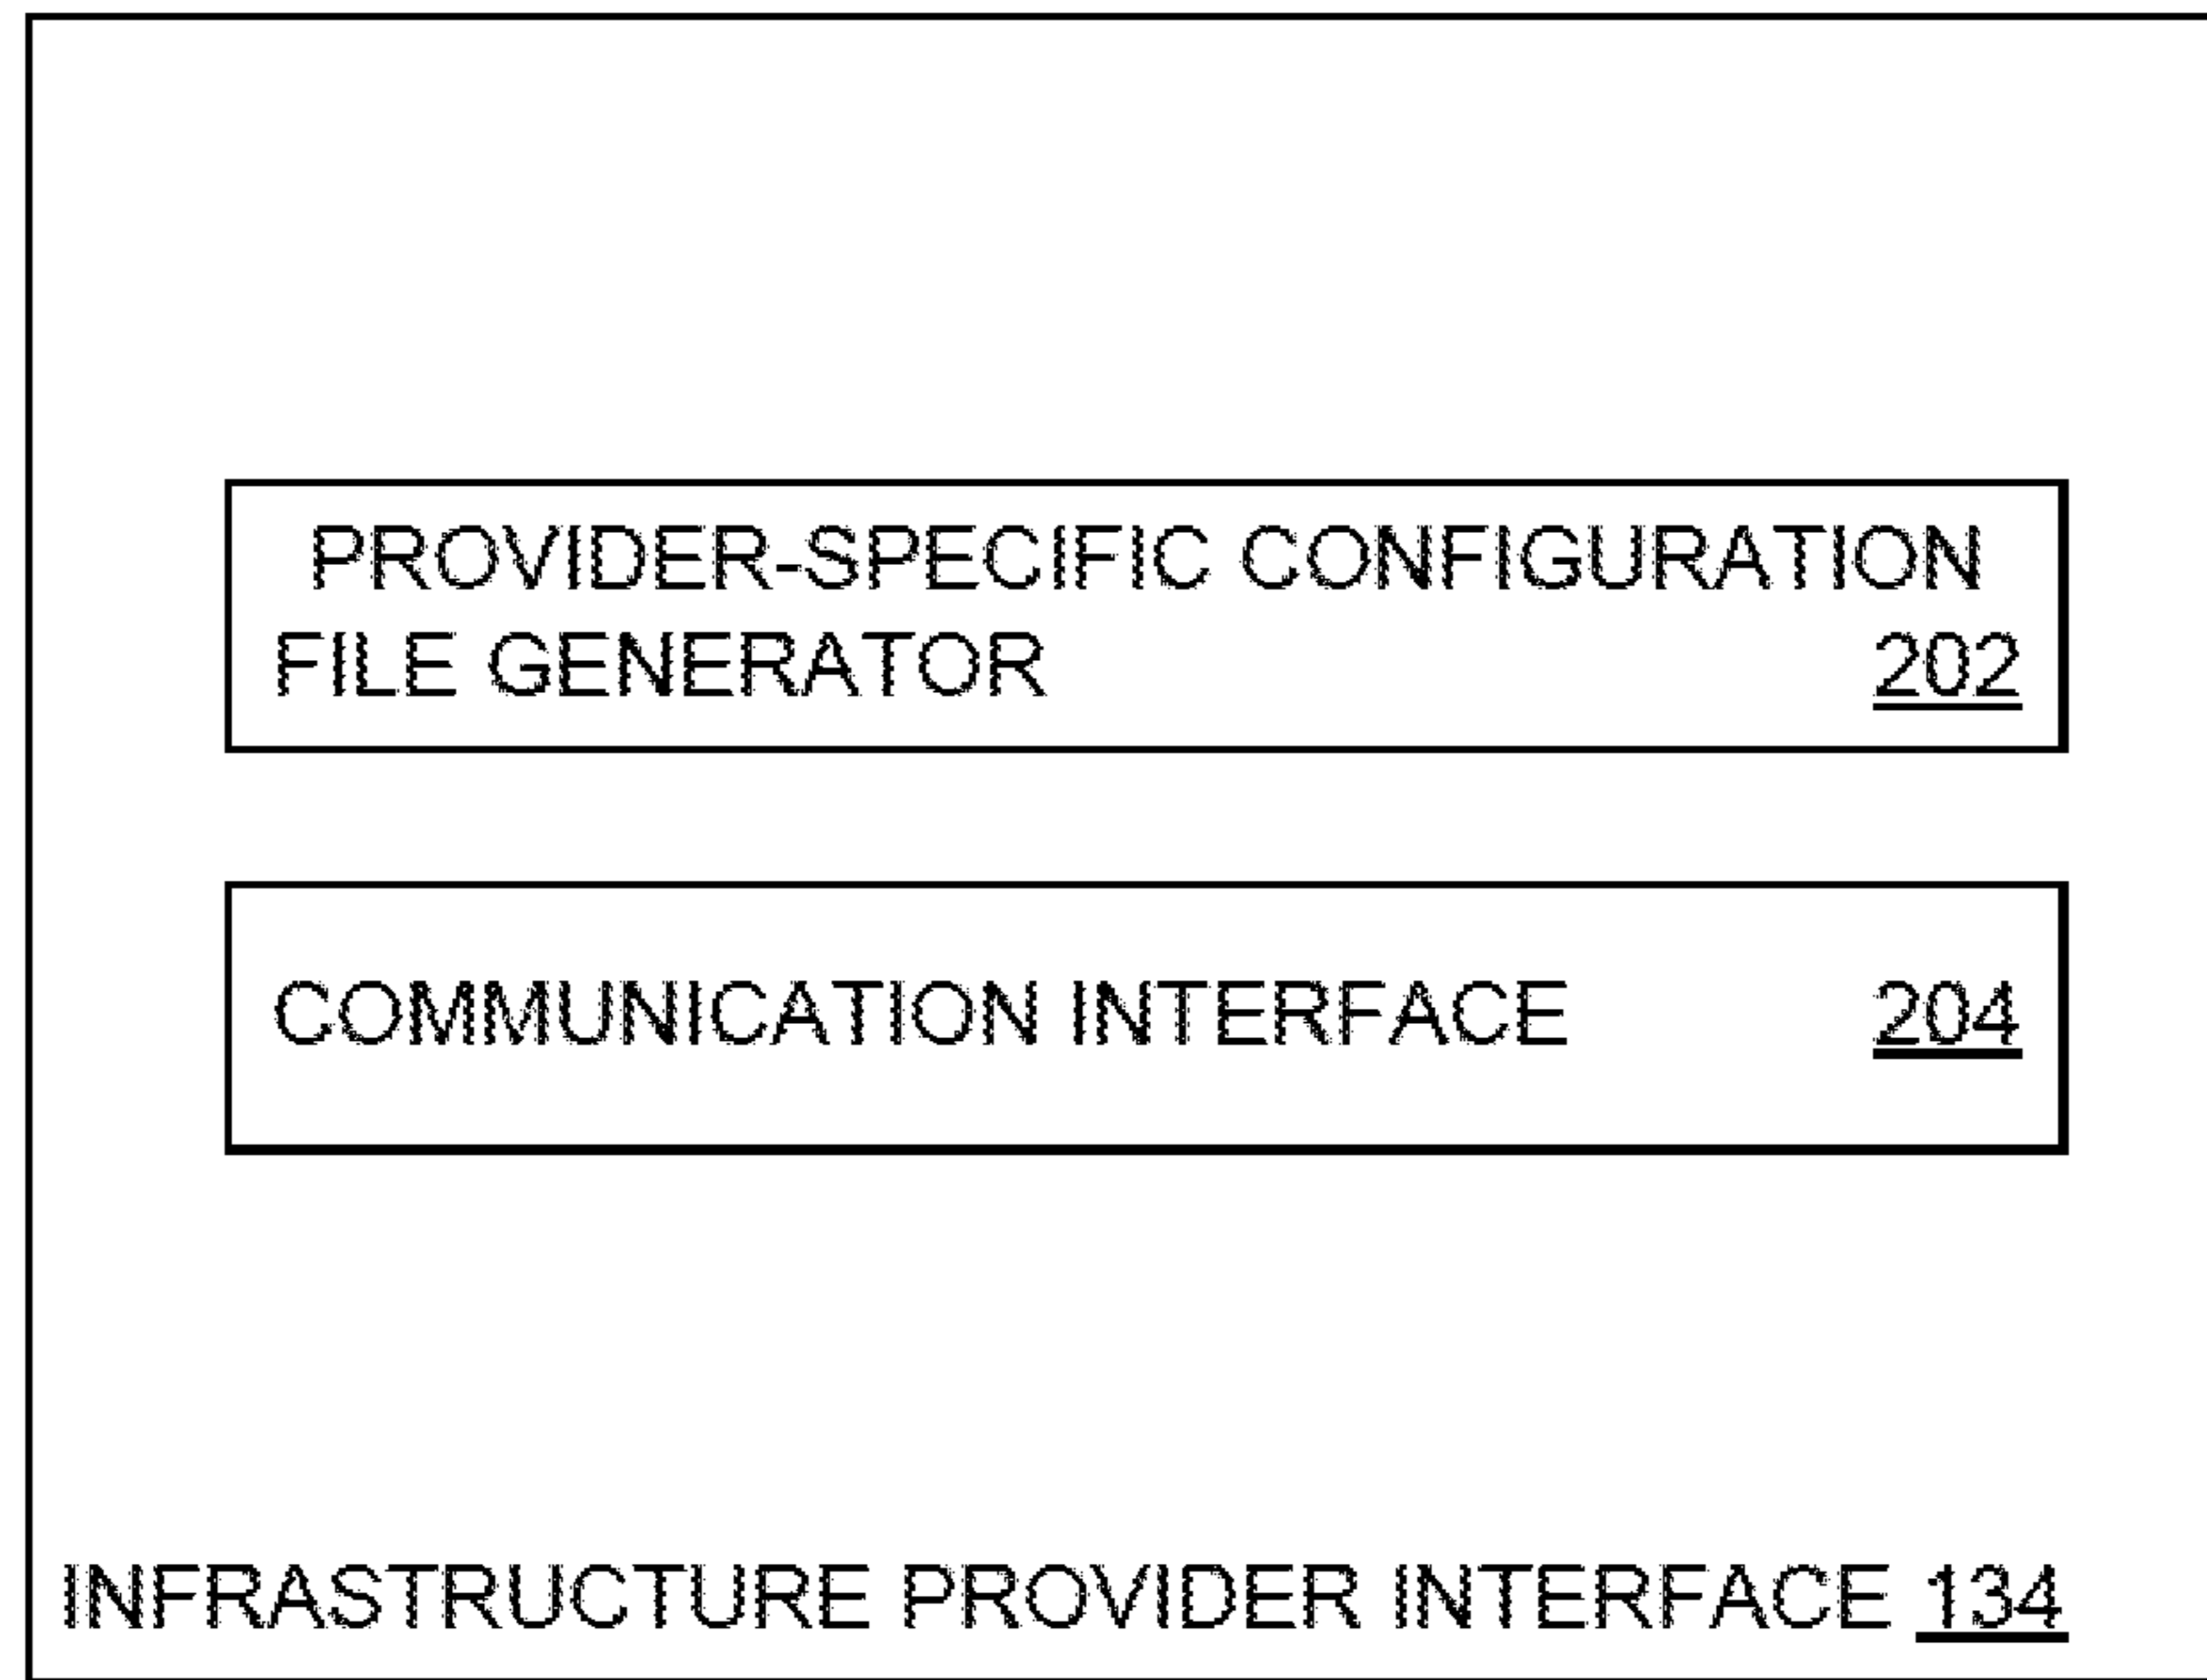 PROVIDER-SPECIFIC CONFIGURATION
FILE GENERATOR 202
COMMUNICATION INTERFACE 204
INFRASTRUCTURE PROVIDER INTERFACE 134